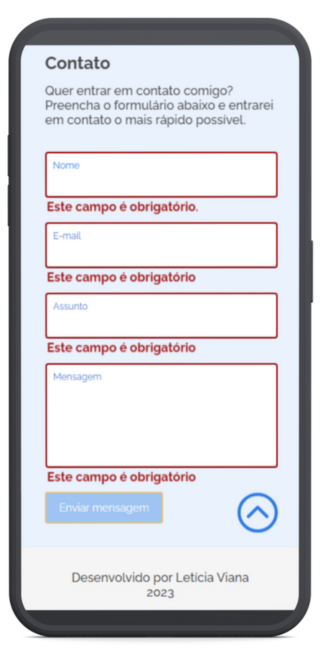 Contato
Quer entrar em contato comigo?
Preencha o formulário abaixo e entrarei
em contato o mais rápido possível.
Nome
Este campo é obrigatório.
E-mail
Este campo é obrigatório
Assunto
Este campo é obrigatório
Mensagem
Este campo é obrigatório
Enviar mensagem
Desenvolvido por Letícia Viana
2023